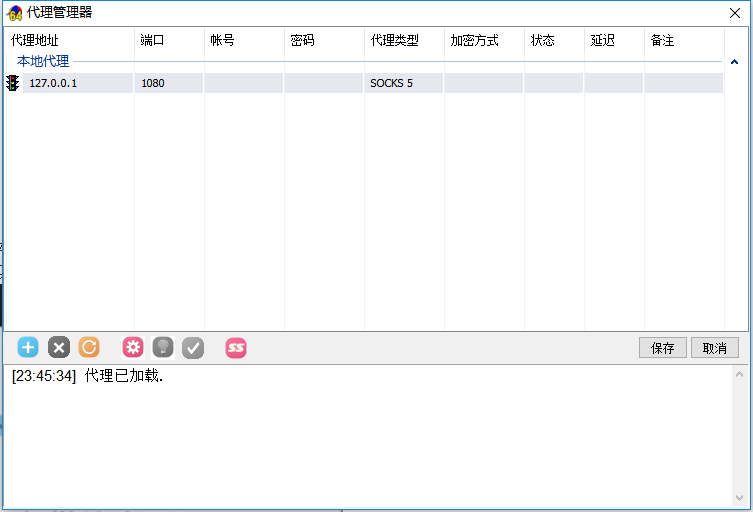 代理管理器
代理地址 端口 帐号 密码 代理类型 加密方式 状态 延迟 备注
本地代理
127.0.0.1 1080 SOCKS 5
SS 保存 取消
[23:45:34] 代理已加载.